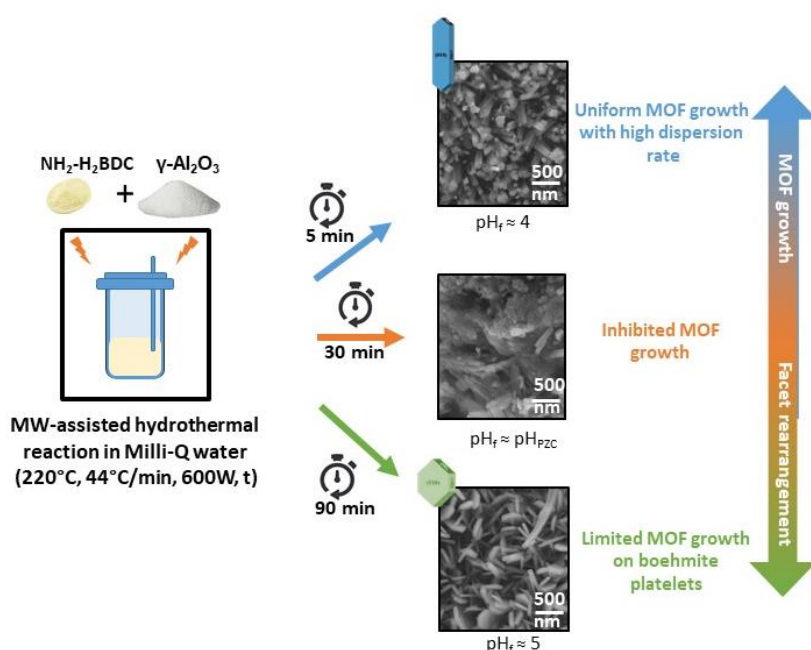 NH₂-H₂BDC
γ-Al₂O₃
+
MW-assisted hydrothermal
reaction in Milli-Q water
(220°C, 44°C/min, 600W, t)
5 min
30 min
90 min
500
nm
pHf ≈ 4
Uniform MOF growth
with high dispersion
rate
500
nm
pHf ≈ pHPZC
Inhibited MOF
growth
500
nm
pHf ≈ 5
Limited MOF growth
on boehmite
platelets
MOF growth
Facet rearrangement